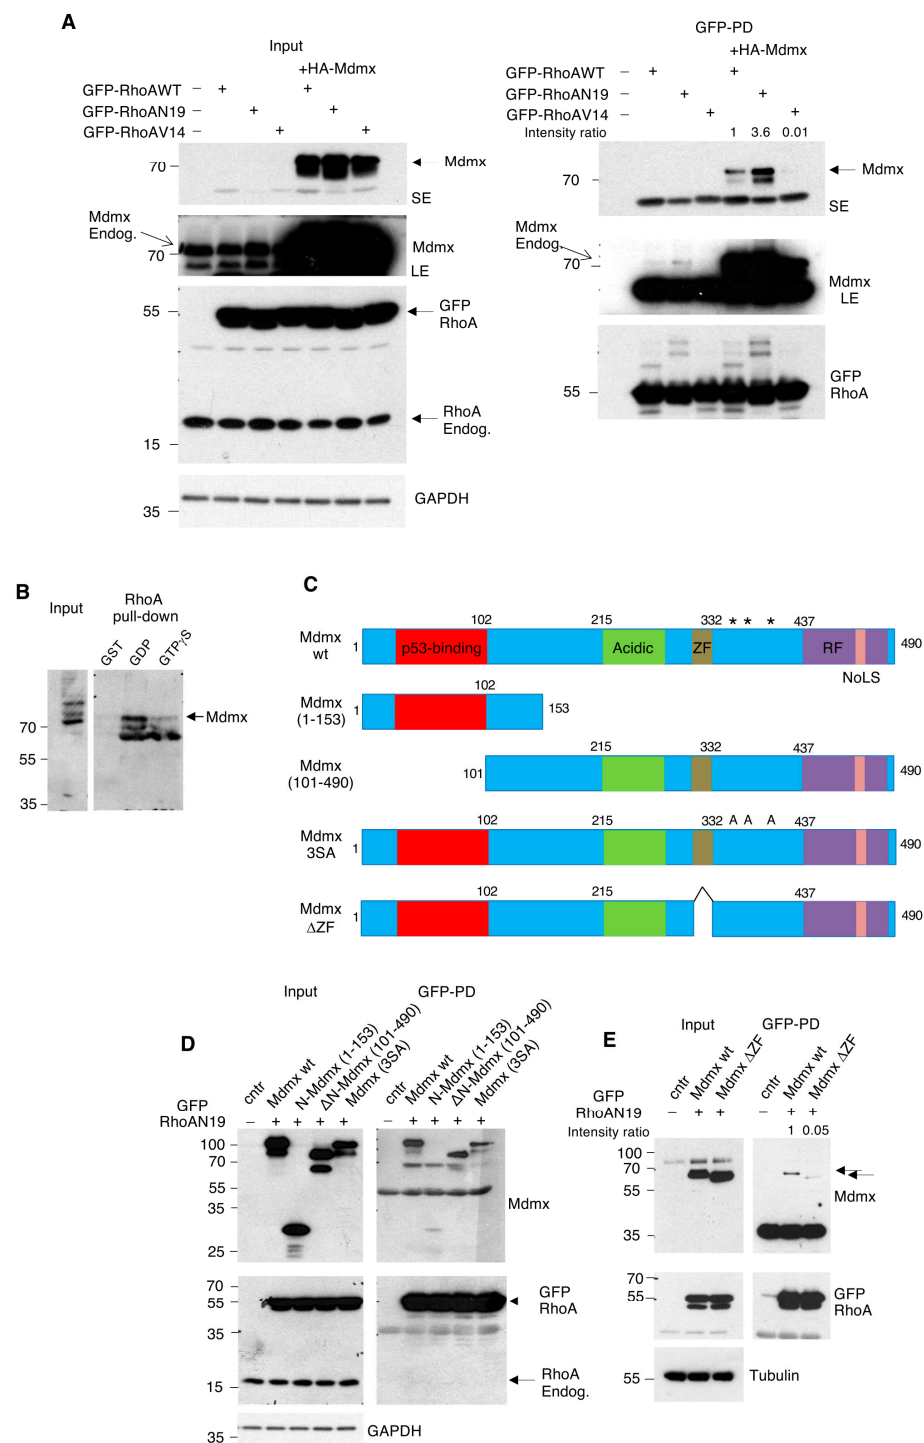 A
Input
+HA-Mdmx
GFP-RhoAWT – + +
GFP-RhoAN19 – + +
GFP-RhoAV14 – + +
70
Mdmx
SE
Mdmx
Endog.
70
Mdmx
LE
55
GFP
RhoA
RhoA
Endog.
15
GAPDH
35
GFP-PD
+HA-Mdmx
GFP-RhoAWT – + +
GFP-RhoAN19 – + +
GFP-RhoAV14 – + +
Intensity ratio 1 3.6 0.01
70
Mdmx
SE
Mdmx
Endog.
70
Mdmx
LE
55
GFP
RhoA
B
Input
RhoA
pull-down
GST GDP GTPγS
Mdmx
70
55
35
C
102 215 332 * * * 437
Mdmx
wt
1 p53-binding Acidic ZF RF 490
NoLS
102
Mdmx
(1-153)
1 153
215 332 437
Mdmx
(101-490)
101 490
102 215 332 A A A 437
Mdmx
3SA
1 490
102 215 437
Mdmx
ΔZF
1 490
D
Input GFP-PD
cntr Mdmx wt N-Mdmx (1-153) ΔN-Mdmx (101-490) Mdmx (3SA)
cntr Mdmx wt N-Mdmx (1-153) ΔN-Mdmx (101-490) Mdmx (3SA)
GFP
RhoAN19 – + + + + – + + + +
100
70
55
35
25
Mdmx
70
55
35
15
GFP
RhoA
RhoA
Endog.
35
GAPDH
E
Input GFP-PD
cntr Mdmx wt Mdmx ΔZF cntr Mdmx wt Mdmx ΔZF
GFP
RhoAN19 – + + – + +
Intensity ratio 1 0.05
100
70
55
35
Mdmx
70
55
GFP
RhoA
55
Tubulin